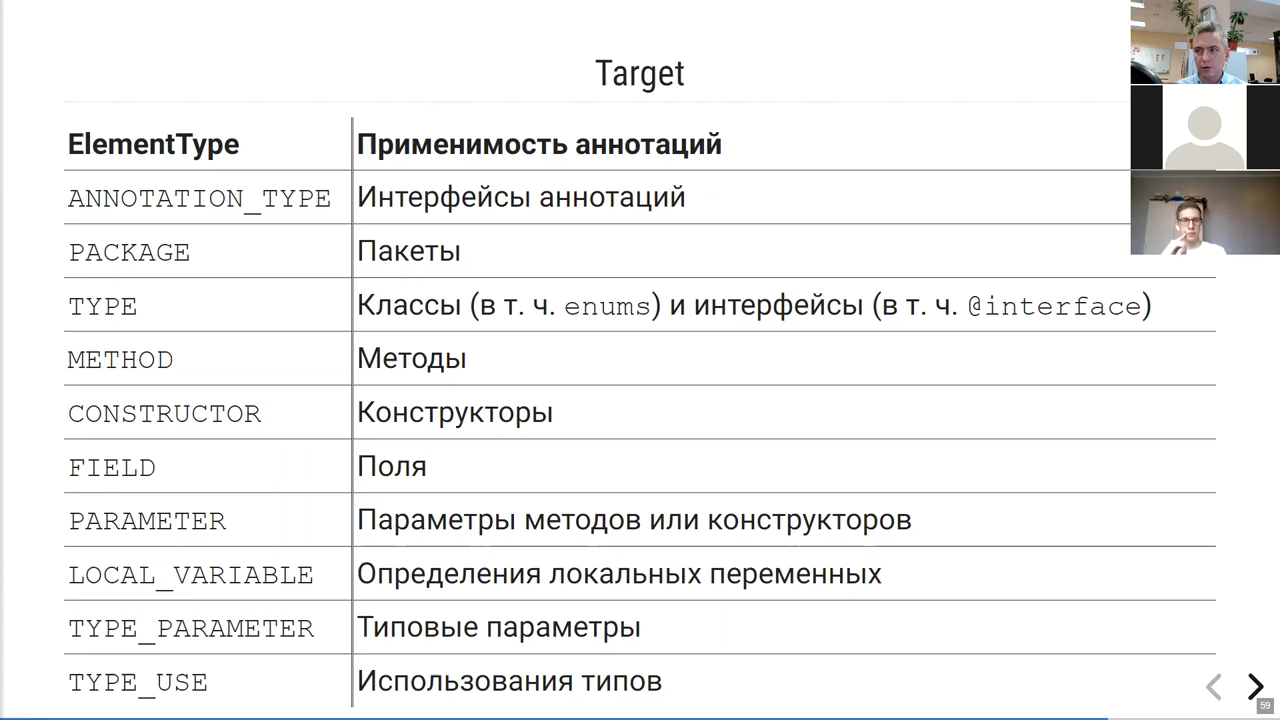 Target
ElementType Применимость аннотаций
ANNOTATION_TYPE Интерфейсы аннотаций
PACKAGE Пакеты
TYPE Классы (в т. ч. enums) и интерфейсы (в т. ч. @interface)
METHOD Методы
CONSTRUCTOR Конструкторы
FIELD Поля
PARAMETER Параметры методов или конструкторов
LOCAL_VARIABLE Определения локальных переменных
TYPE_PARAMETER Типовые параметры
TYPE_USE Использования типов
59